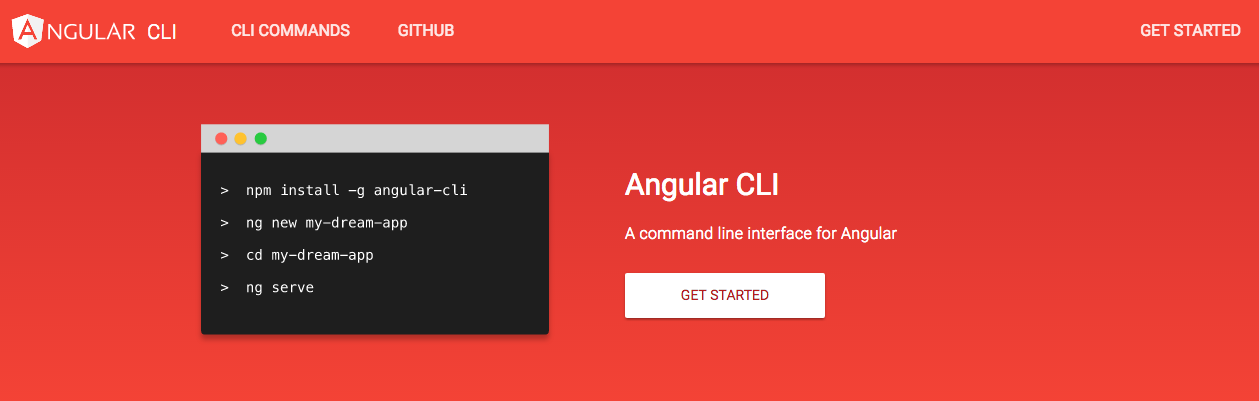 ANGULAR CLI
CLI COMMANDS
GITHUB
GET STARTED
> npm install -g angular-cli
> ng new my-dream-app
> cd my-dream-app
> ng serve
Angular CLI
A command line interface for Angular
GET STARTED